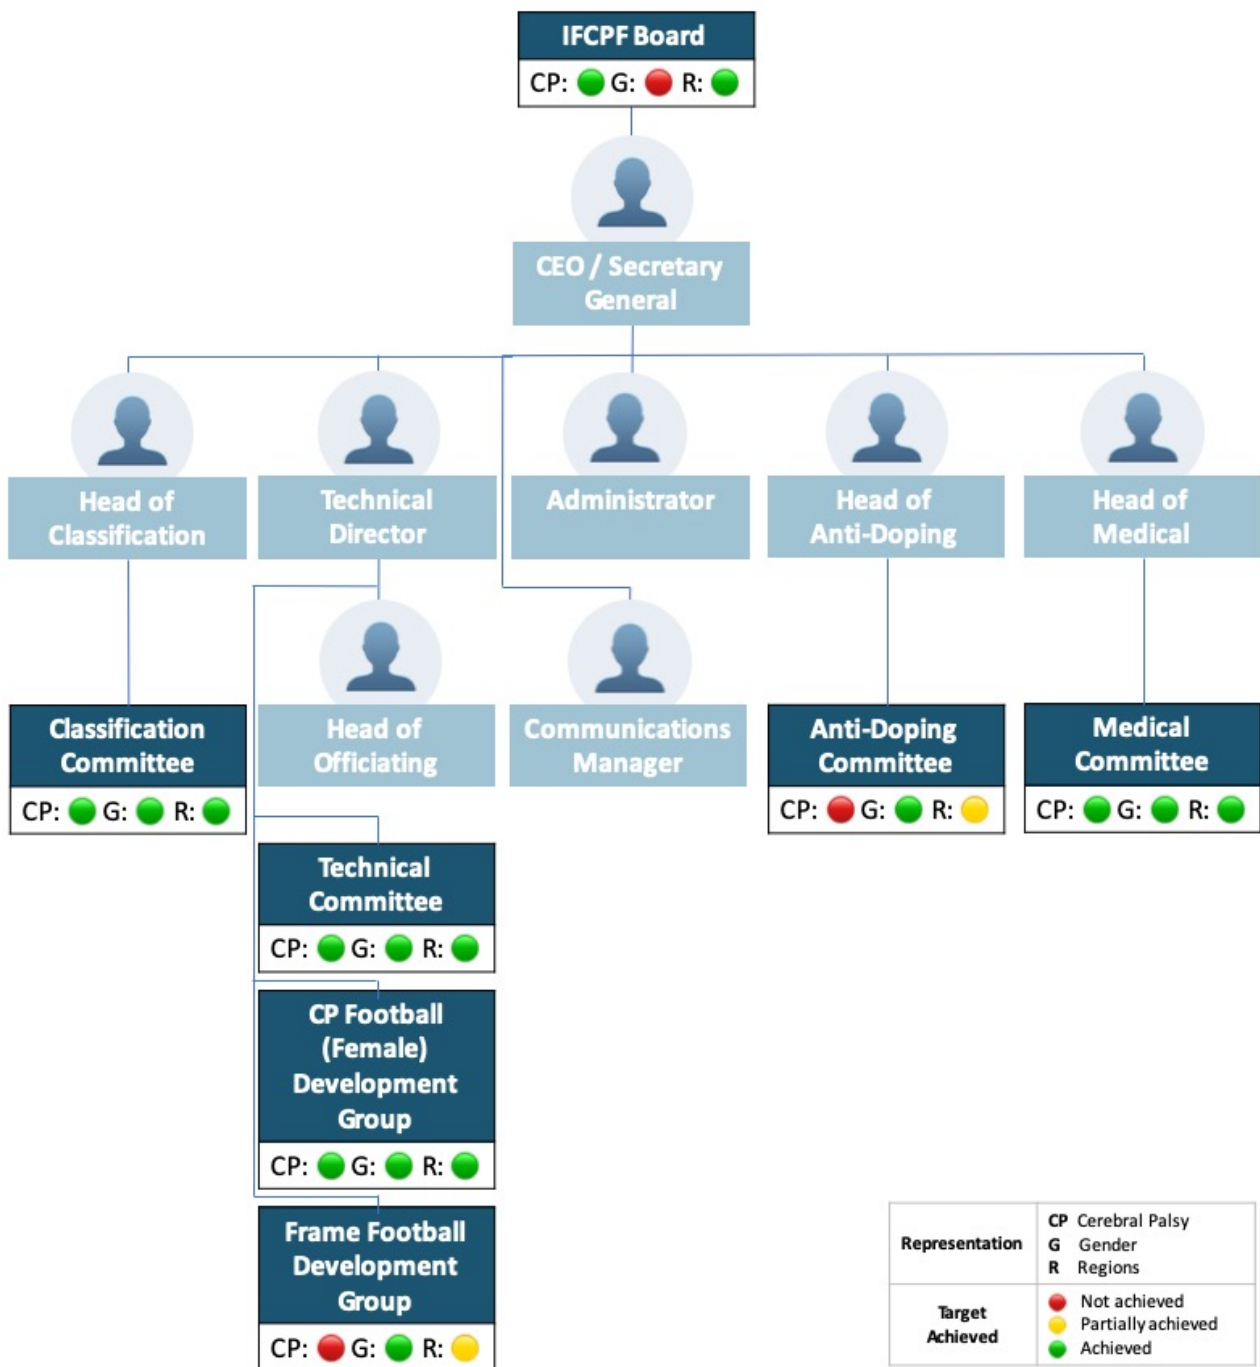 IFCPF Board
CP: G: R:
CEO / Secretary
General
Head of
Classification
Technical
Director
Administrator
Head of
Anti-Doping
Head of
Medical
Classification
Committee
CP: G: R:
Head of
Officiating
Communications
Manager
Anti-Doping
Committee
CP: G: R:
Medical
Committee
CP: G: R:
Technical
Committee
CP: G: R:
CP Football
(Female)
Development
Group
CP: G: R:
Frame Football
Development
Group
CP: G: R:
Representation
CP Cerebral Palsy
G Gender
R Regions
Target
Achieved
Not achieved
Partially achieved
Achieved